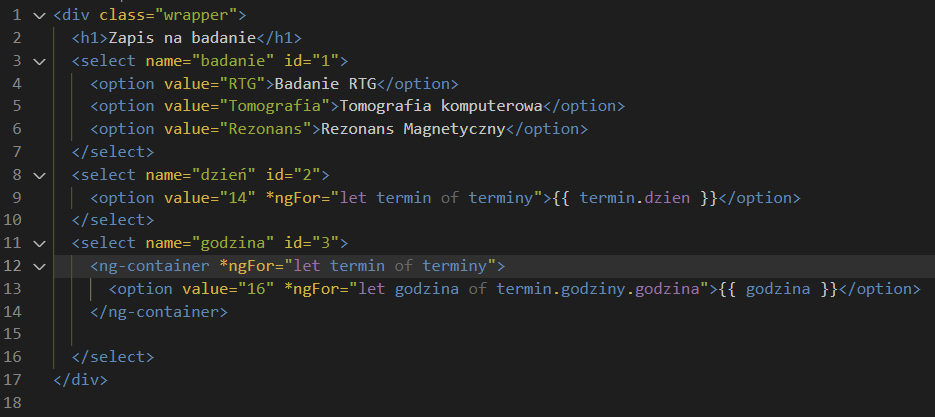 1 <div class="wrapper">
2 <h1>Zapis na badanie</h1>
3 <select name="badanie" id="1">
4 <option value="RTG">Badanie RTG</option>
5 <option value="Tomografia">Tomografia komputerowa</option>
6 <option value="Rezonans">Rezonans Magnetyczny</option>
7 </select>
8 <select name="dzień" id="2">
9 <option value="14" *ngFor="let termin of terminy">{{ termin.dzien }}</option>
10 </select>
11 <select name="godzina" id="3">
12 <ng-container *ngFor="let termin of terminy">
13 <option value="16" *ngFor="let godzina of termin.godziny.godzina">{{ godzina }}</option>
14 </ng-container>
15
16 </select>
17 </div>
18